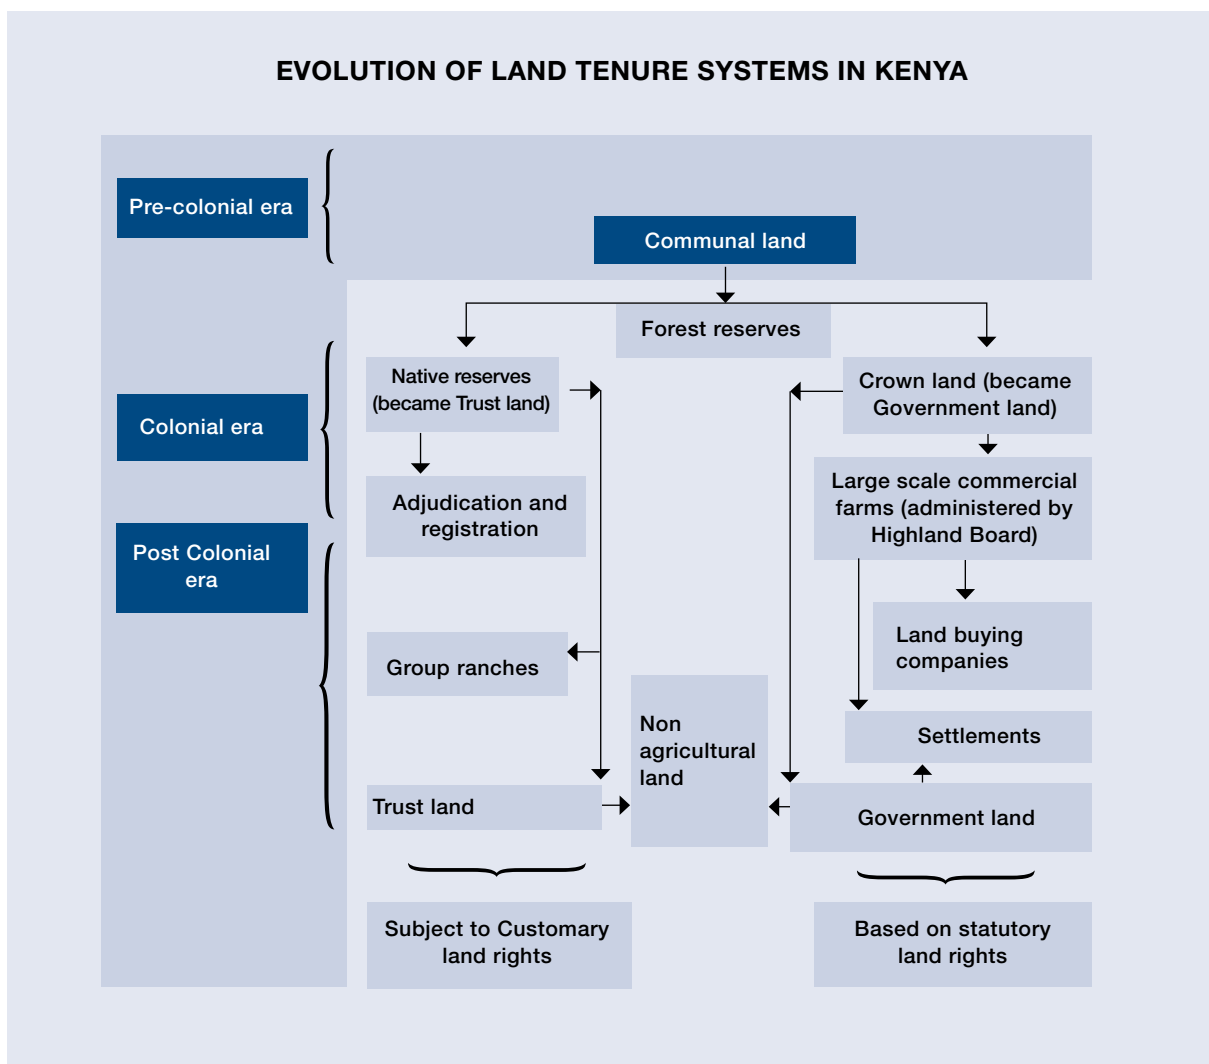 EVOLUTION OF LAND TENURE SYSTEMS IN KENYA
Pre-colonial era
Communal land
Forest reserves
Native reserves
(became Trust land)
Crown land (became
Government land)
Colonial era
Adjudication and
registration
Large scale commercial
farms (administered by
Highland Board)
Post Colonial
era
Land buying
companies
Group ranches
Non
agricultural
land
Settlements
Trust land
Government land
Subject to Customary
land rights
Based on statutory
land rights